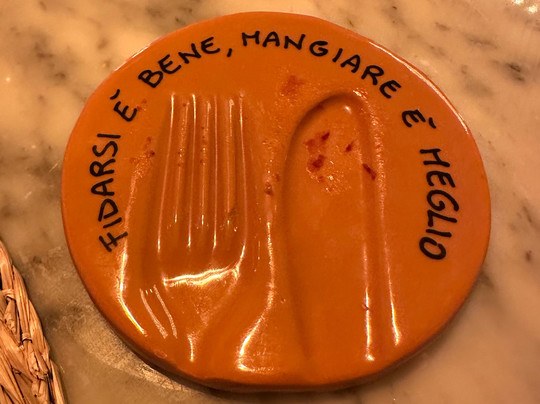 FIDARSI É BENE, MANGIARE É MEGLIO